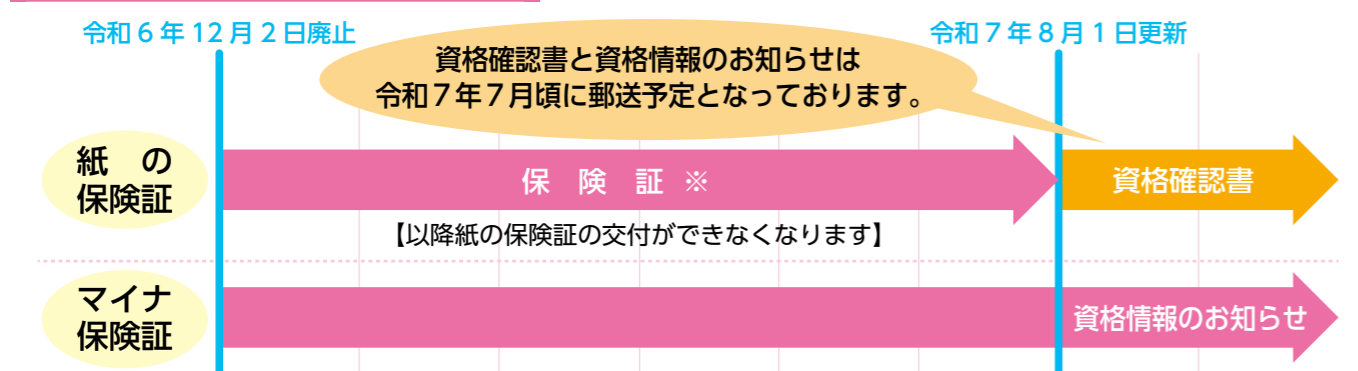 令和6年12月2日廃止
令和7年8月1日更新
資格確認書と資格情報のお知らせは
令和7年7月頃に郵送予定となっております。
紙の
保険証
保険証※
資格確認書
【以降紙の保険証の交付ができなくなります】
マイナ
保険証
資格情報のお知らせ